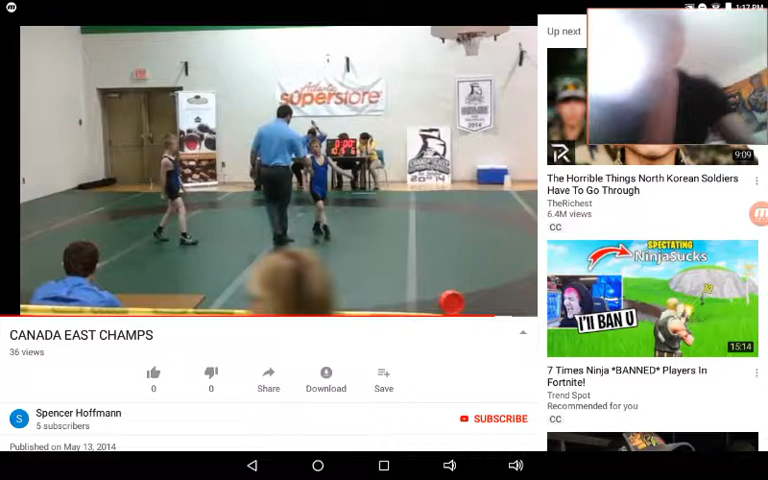 1:17 PM
Up next
Atlantic
superstore
2014
2014
9:09
The Horrible Things North Korean Soldiers
Have To Go Through
TheRichest
6.4M views
CC
SPECTATING
NinjaSucks
I'LL BAN U
15:14
7 Times Ninja *BANNED* Players In
Fortnite!
Trend Spot
Recommended for you
CC
CANADA EAST CHAMPS
36 views
0
0
Share
Download
Save
S
Spencer Hoffmann
5 subscribers
SUBSCRIBE
Published on May 13, 2014